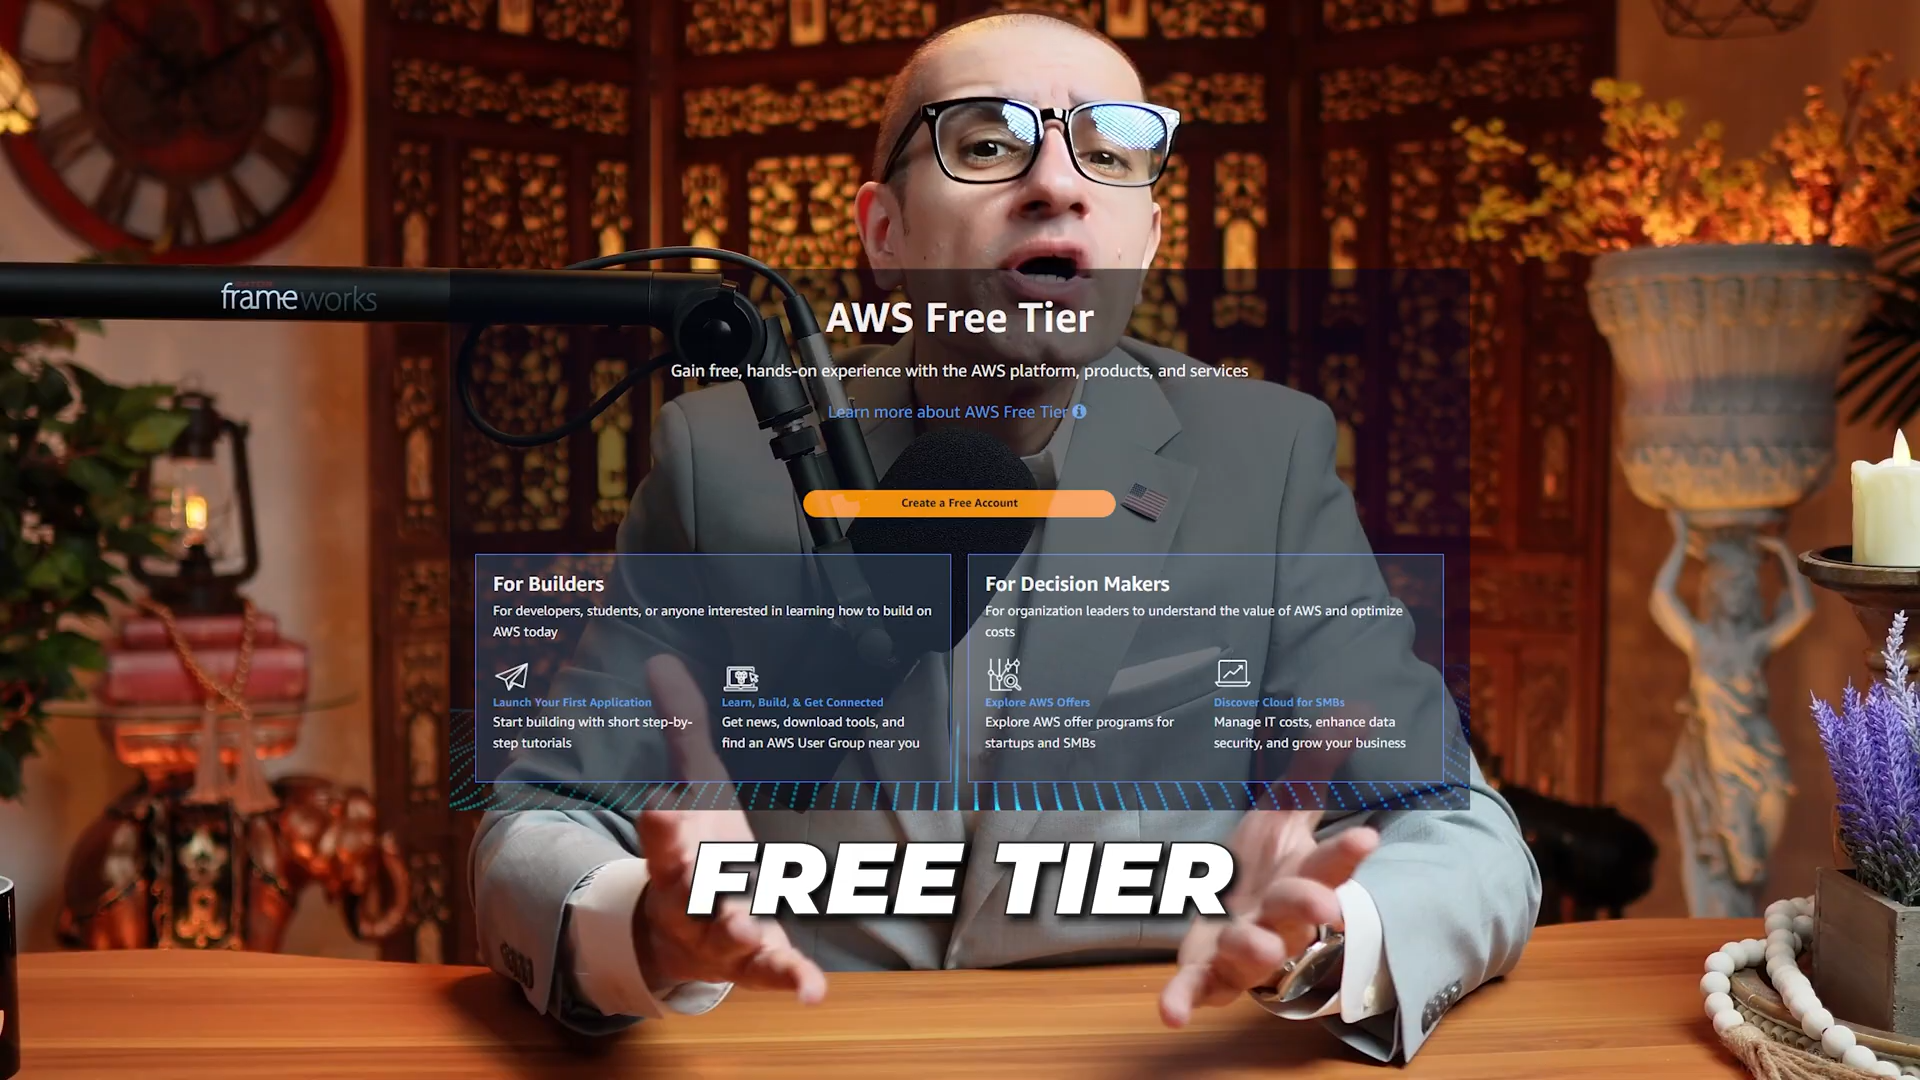 frameworks
AWS Free Tier
Gain free, hands-on experience with the AWS platform, products, and services
Learn more about AWS Free Tier
Create a Free Account
For Builders
For developers, students, or anyone interested in learning how to build on
AWS today
Launch Your First Application
Start building with short step-by-
step tutorials
Learn, Build, & Get Connected
Get news, download tools, and
find an AWS User Group near you
For Decision Makers
For organization leaders to understand the value of AWS and optimize
costs
Explore AWS Offers
Explore AWS offer programs for
startups and SMBs
Discover Cloud for SMBs
Manage IT costs, enhance data
security, and grow your business
FREE TIER